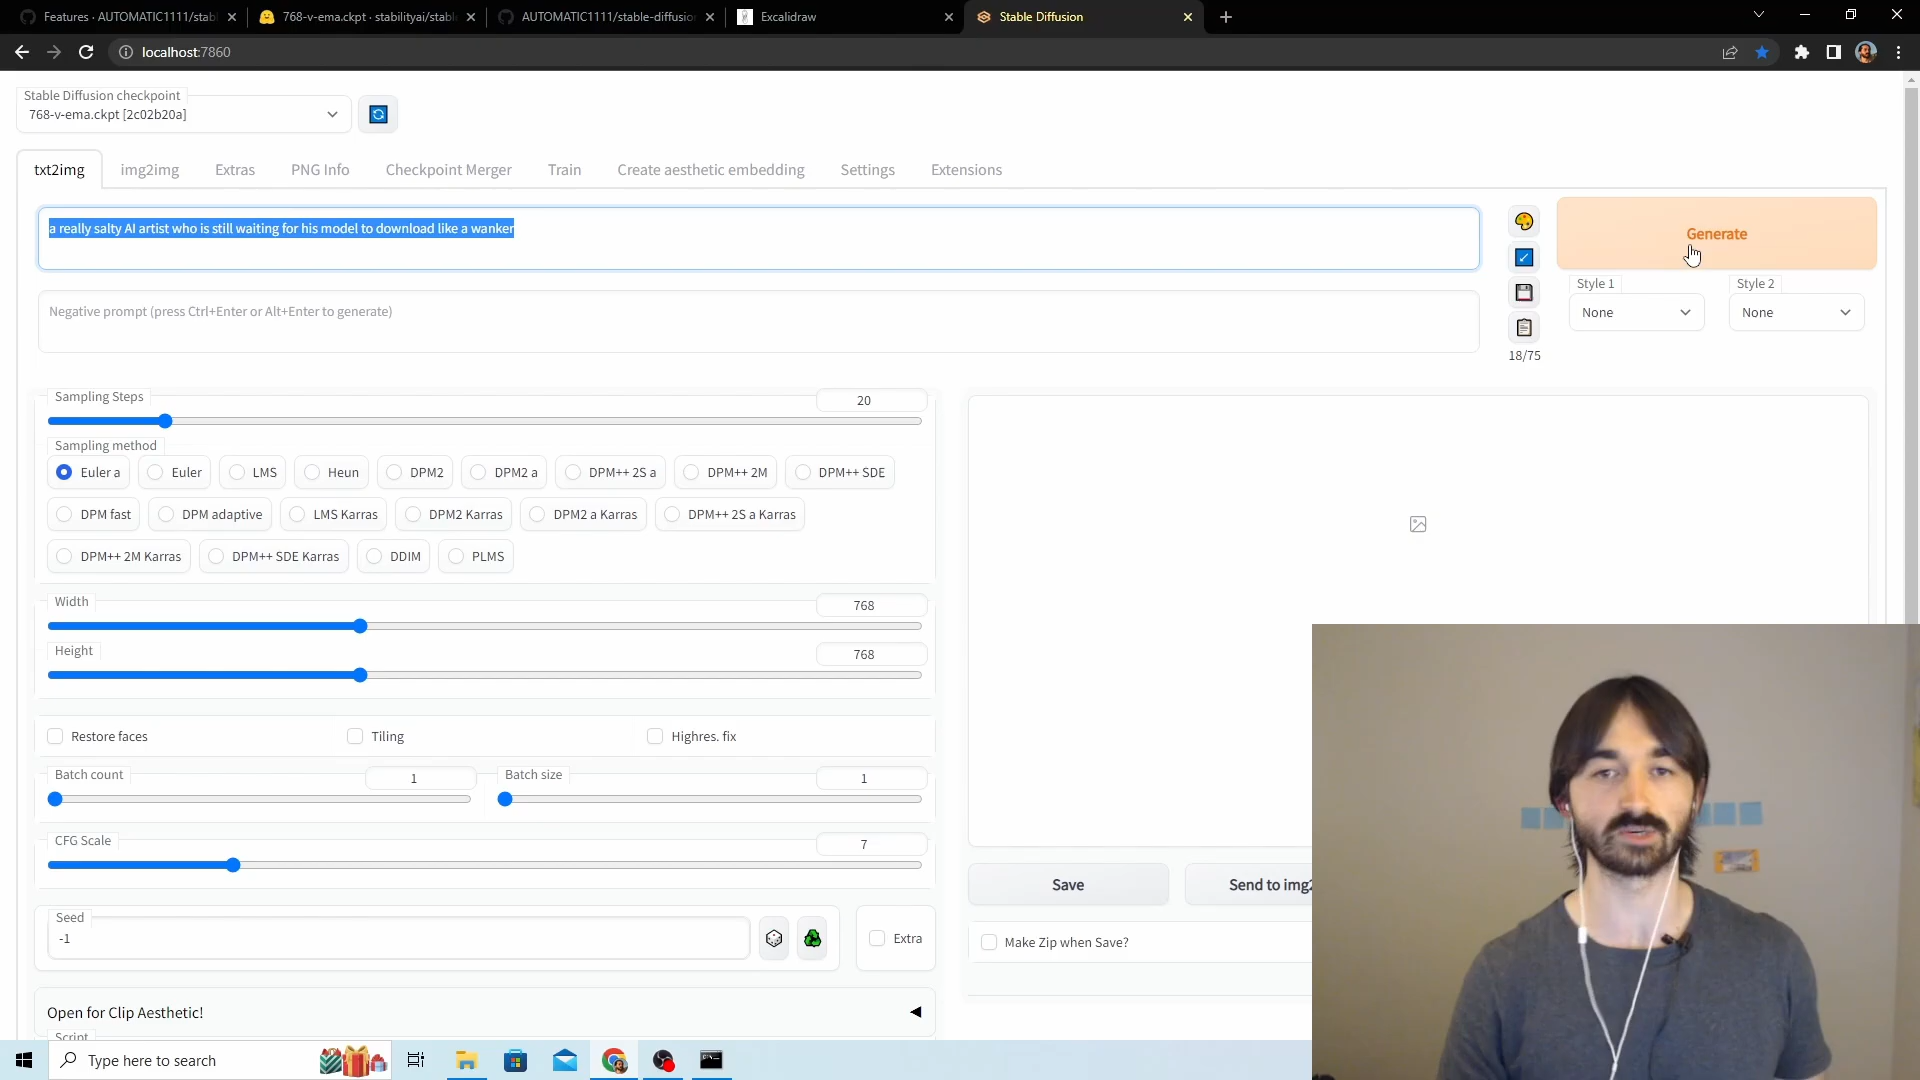 Features · AUTOMATIC1111/stabl
768-v-ema.ckpt · stabilityai/stable
AUTOMATIC1111/stable-diffusion
Excalidraw
Stable Diffusion
localhost:7860
Stable Diffusion checkpoint
768-v-ema.ckpt [2c02b20a]
txt2img
img2img
Extras
PNG Info
Checkpoint Merger
Train
Create aesthetic embedding
Settings
Extensions
a really salty AI artist who is still waiting for his model to download like a wanker
Generate
Negative prompt (press Ctrl+Enter or Alt+Enter to generate)
Style 1
Style 2
None
None
18/75
Sampling Steps
20
Sampling method
Euler a
Euler
LMS
Heun
DPM2
DPM2 a
DPM++ 2S a
DPM++ 2M
DPM++ SDE
DPM fast
DPM adaptive
LMS Karras
DPM2 Karras
DPM2 a Karras
DPM++ 2S a Karras
DPM++ 2M Karras
DPM++ SDE Karras
DDIM
PLMS
Width
768
Height
768
Restore faces
Tiling
Highres. fix
Batch count
1
Batch size
1
CFG Scale
7
Seed
-1
Extra
Save
Send to img2
Make Zip when Save?
Open for Clip Aesthetic!
Script
Type here to search